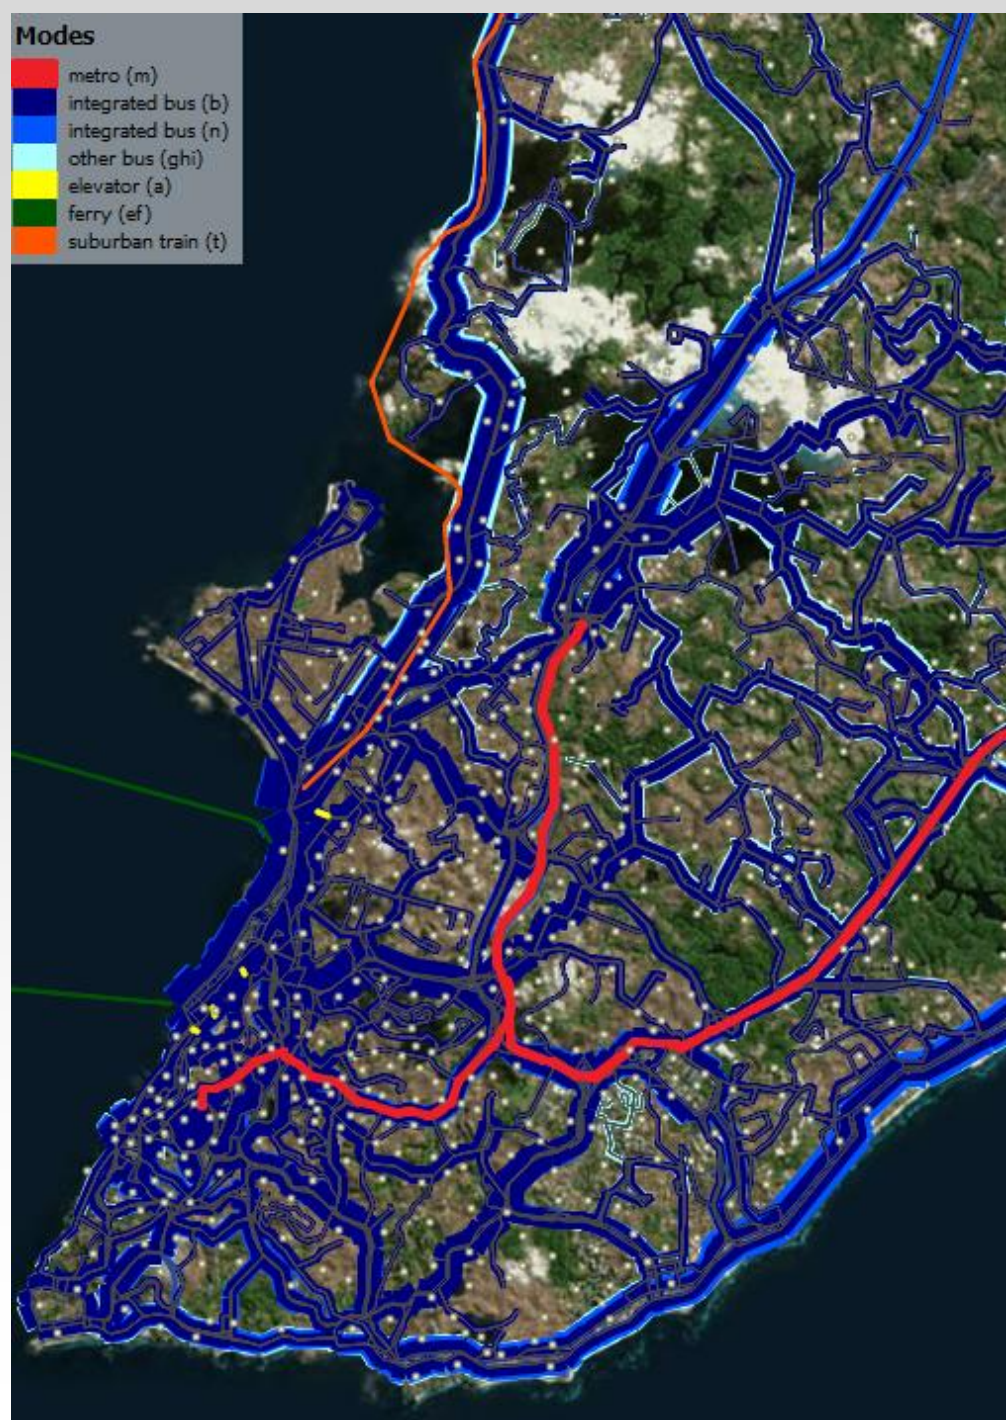 Modes
metro (m)
integrated bus (b)
integrated bus (n)
other bus (ghi)
elevator (a)
ferry (ef)
suburban train (t)